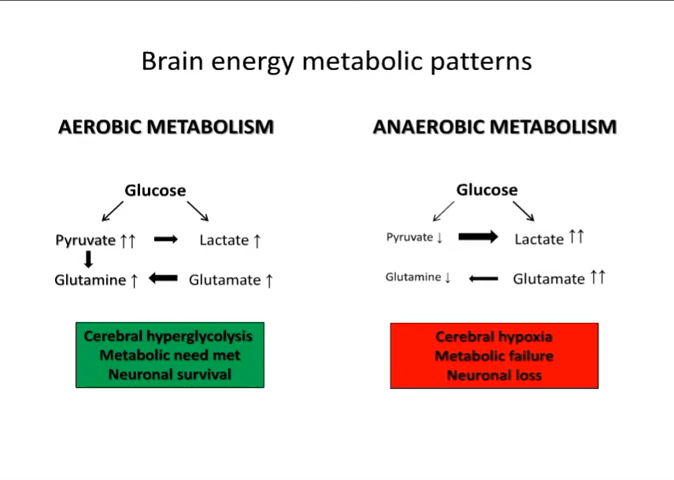 Brain energy metabolic patterns
AEROBIC METABOLISM
Glucose
Pyruvate ↑↑
Lactate ↑
Glutamine ↑
Glutamate ↑
Cerebral hyperglycolysis
Metabolic need met
Neuronal survival
ANAEROBIC METABOLISM
Glucose
Pyruvate ↓
Lactate ↑↑
Glutamine ↓
Glutamate ↑↑
Cerebral hypoxia
Metabolic failure
Neuronal loss